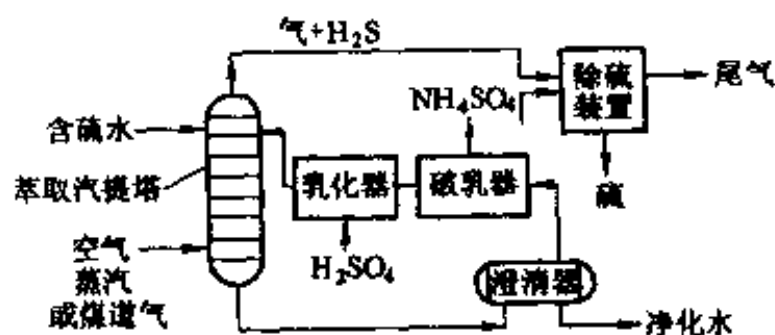 气+H₂S
除硫
装置
尾气
NH₄SO₄
含硫水
萃取汽提塔
乳化器
破乳器
硫
空气
蒸汽
或煤道气
H₂SO₄
澄清器
净化水